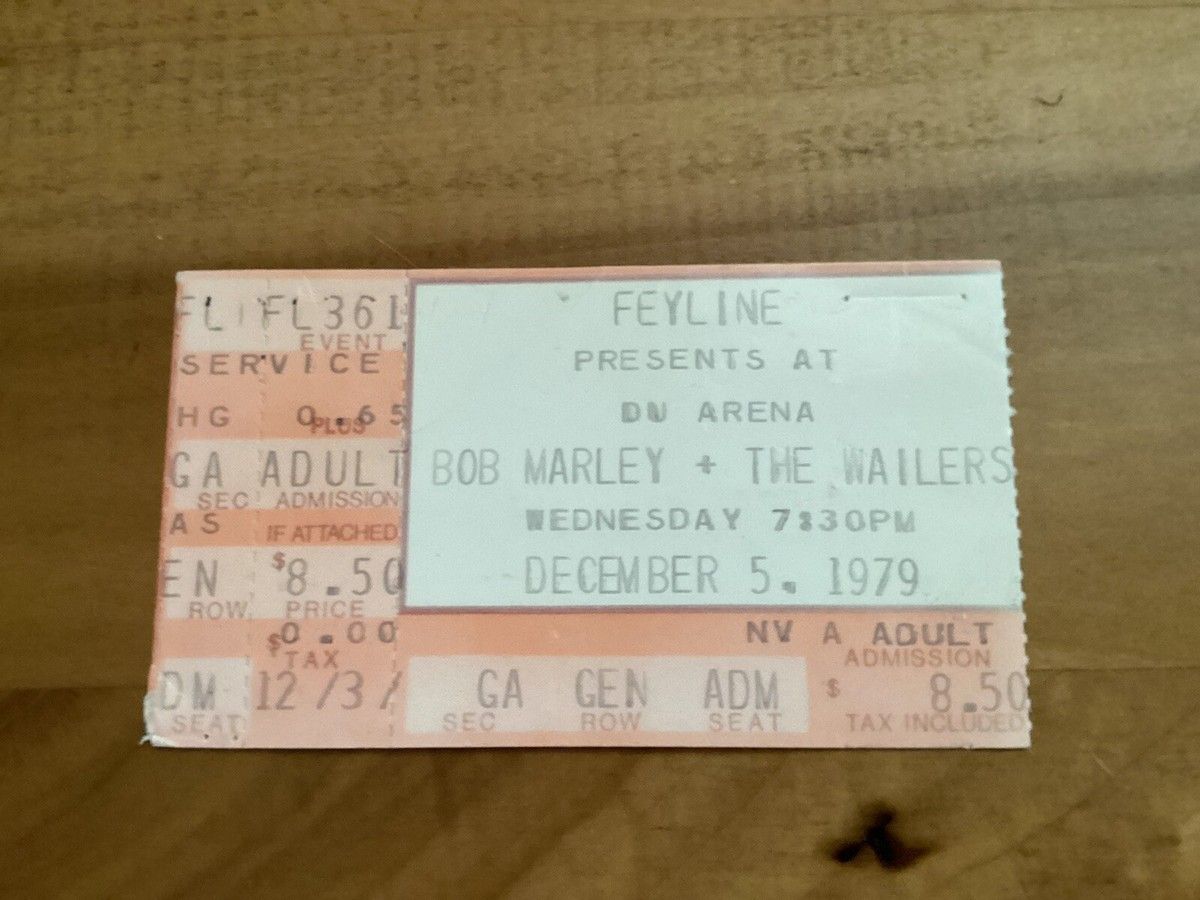 FL FL361
EVENT
SERVICE
HG 0.65
PLUS
GA ADULT
SEC ADMISSION
AS IF ATTACHED
EN $8.50
ROW PRICE
$0.00
TAX
DM 12/3/
SEAT
FEYLINE
PRESENTS AT
DU ARENA
BOB MARLEY + THE WAILERS
WEDNESDAY 7:30PM
DECEMBER 5. 1979
NV A ADULT
ADMISSION
GA GEN ADM $ 8.50
SEC ROW SEAT TAX INCLUDED